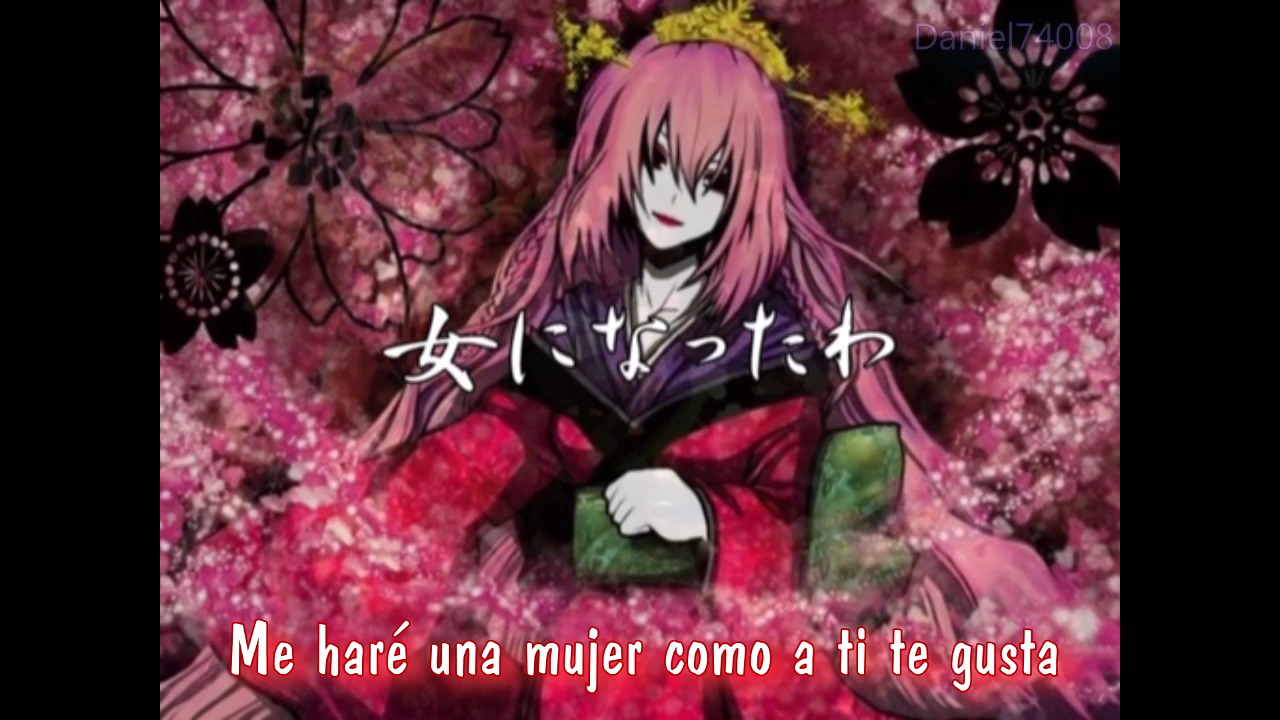 Daniel74008
女になったわ
Me haré una mujer como a ti te gusta